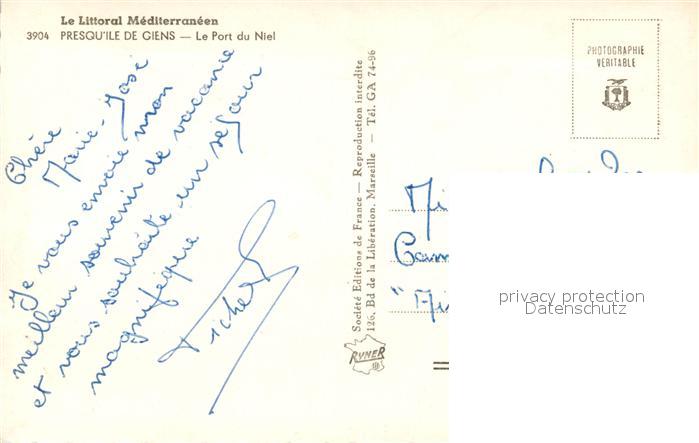 Le Littoral Méditerranéen
3904 PRESQU'ILE DE GIENS — Le Port du Niel
Chère
Marie-José
Je vous envoie mon
meilleur souvenir de vacance
et vous souhaite un séjour
magnifique
Société Editions de France — Reproduction interdite
126, Bd de la Libération, Marseille — Tél. GA 74-96
RYNER
PHOTOGRAPHIE
VÉRITABLE
privacy protection
Datenschutz